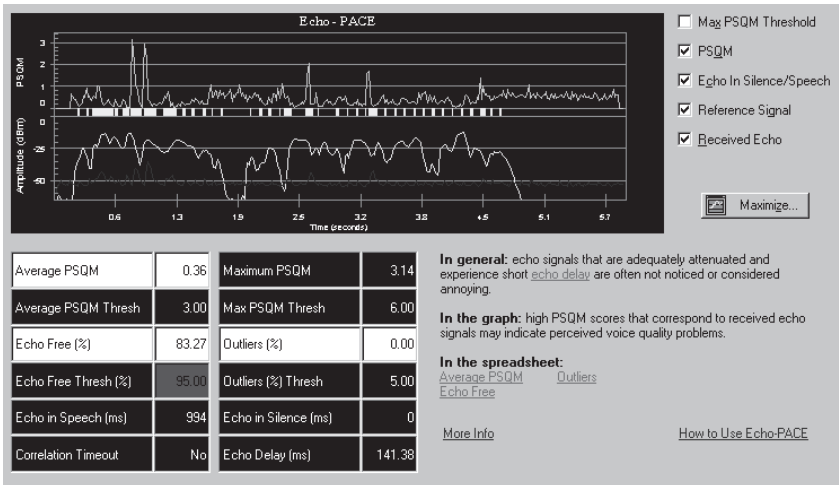 Echo - PACE
PSQM
3
2
1
0
Amplitude (dBm)
0
-25
-50
0.6 1.3 1.9 2.5 3.2 3.8 4.5 5.1 5.7
Time (seconds)
Max PSQM Threshold
PSQM
Echo In Silence/Speech
Reference Signal
Received Echo
Maximize...
Average PSQM 0.36 Maximum PSQM 3.14
Average PSQM Thresh 3.00 Max PSQM Thresh 6.00
Echo Free (%) 83.27 Outliers (%) 0.00
Echo Free Thresh (%) 95.00 Outliers (%) Thresh 5.00
Echo in Speech (ms) 994 Echo in Silence (ms) 0
Correlation Timeout No Echo Delay (ms) 141.38
In general: echo signals that are adequately attenuated and
experience short echo delay are often not noticed or considered
annoying.
In the graph: high PSQM scores that correspond to received echo
signals may indicate perceived voice quality problems.
In the spreadsheet:
Average PSQM Outliers
Echo Free
More Info How to Use Echo-PACE